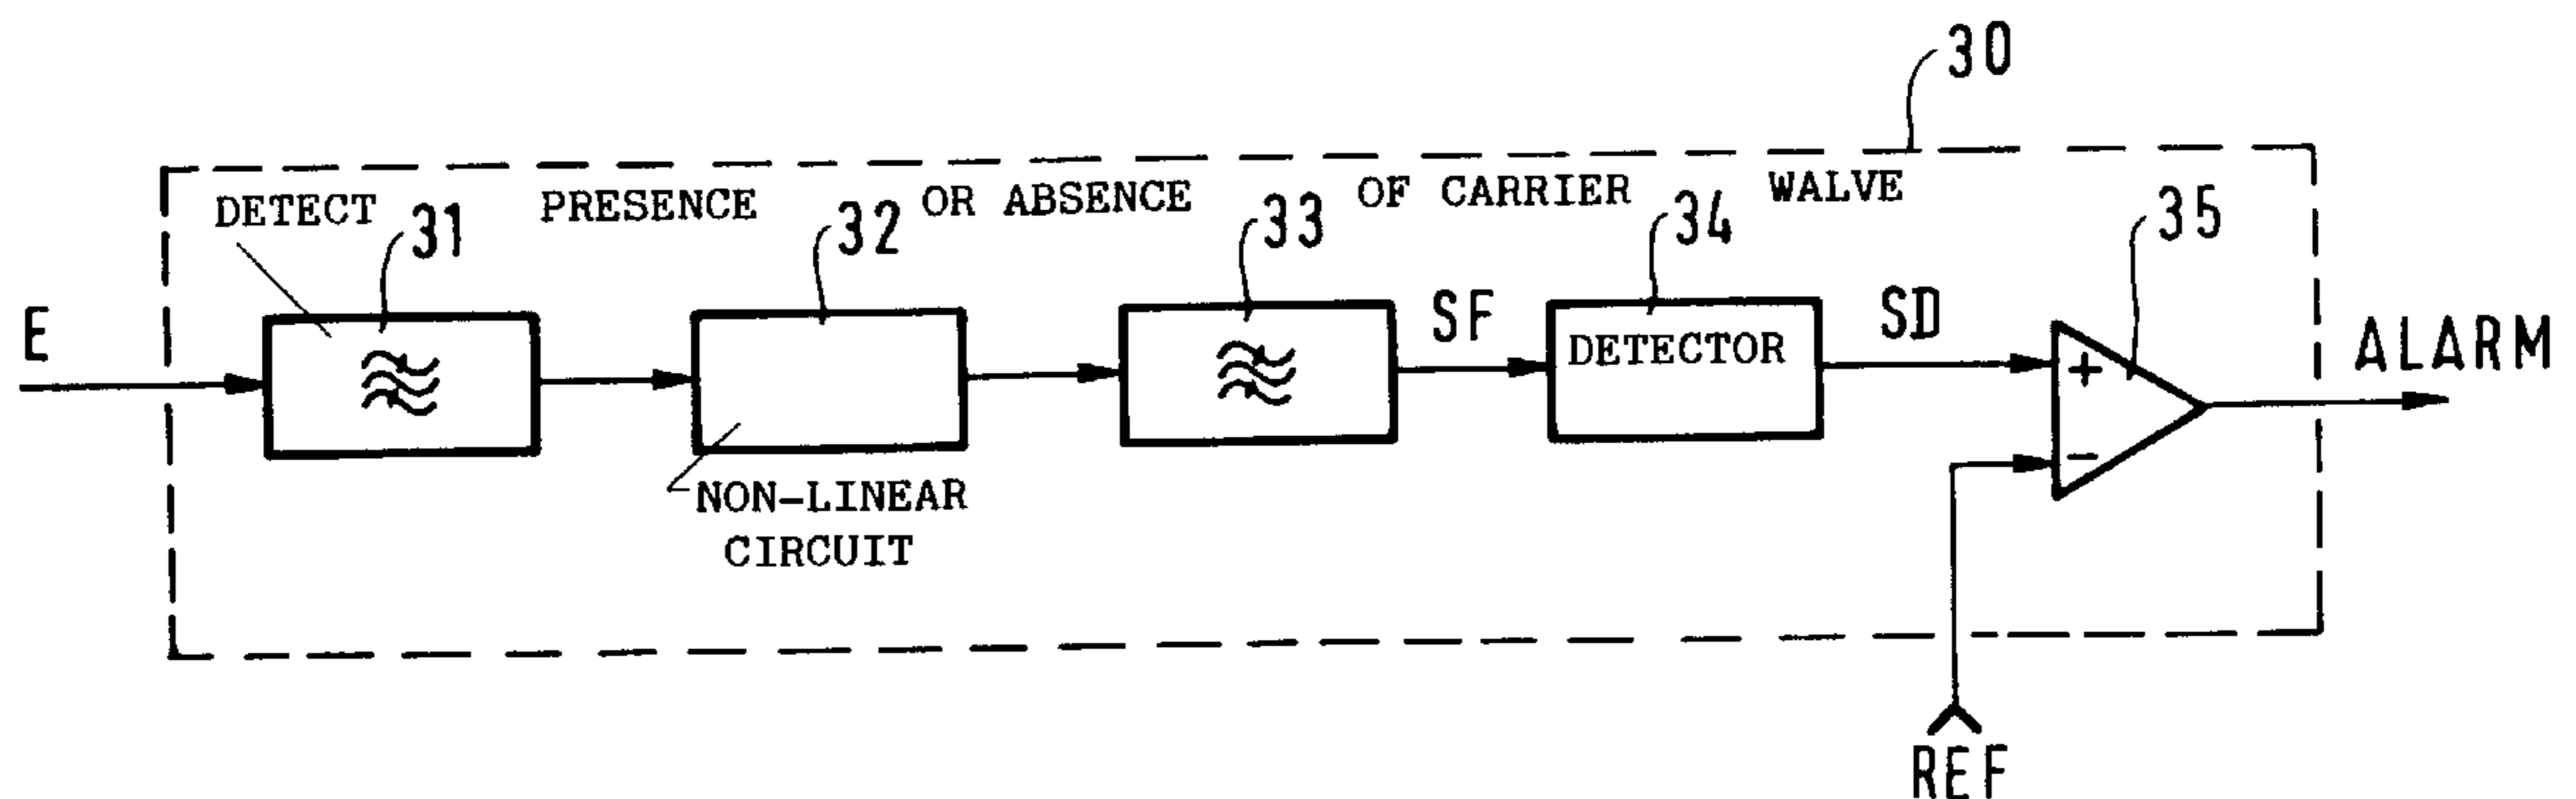 30
DETECT PRESENCE OR ABSENCE OF CARRIER WALVE
31
32
33
34
35
E
SF
DETECTOR
SD
+
-
ALARM
NON-LINEAR
CIRCUIT
REF